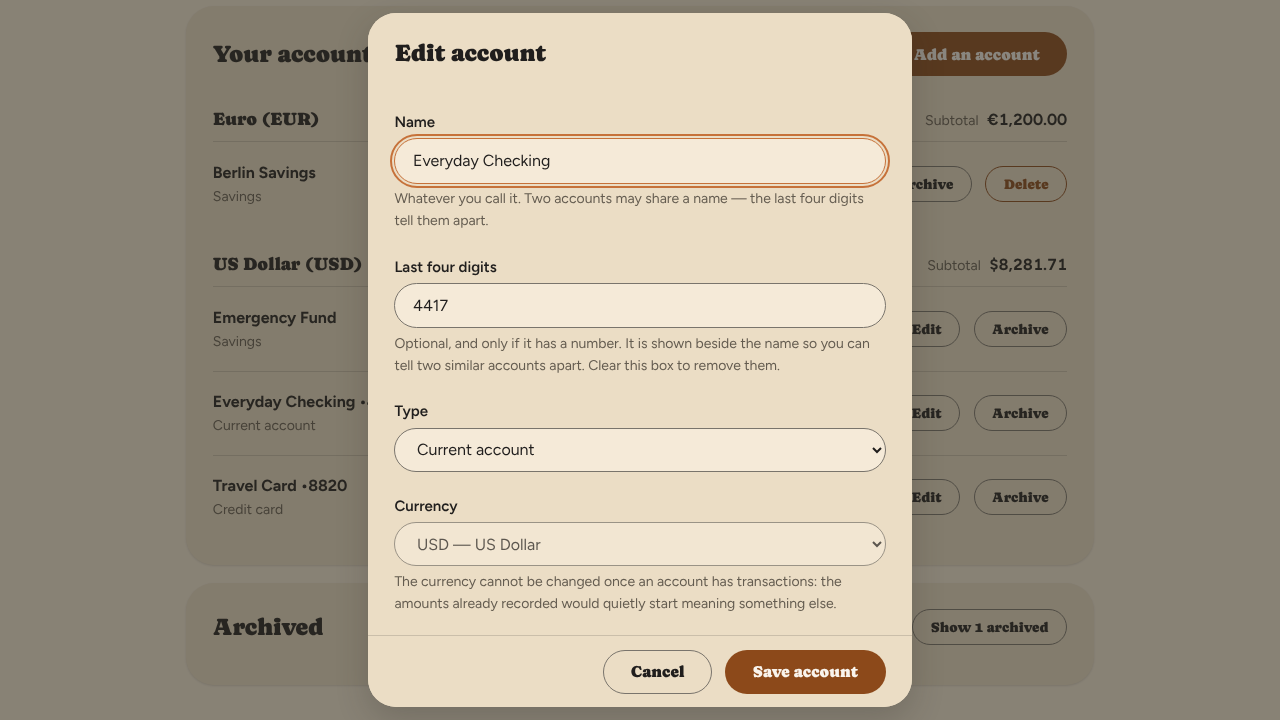 Your account
Add an account
Euro (EUR)
Subtotal €1,200.00
Berlin Savings
Savings
Delete
US Dollar (USD)
Subtotal $8,281.71
Emergency Fund
Savings
Edit
Archive
Everyday Checking
Current account
Edit
Archive
Travel Card •8820
Credit card
Edit
Archive
Archived
Show 1 archived
Edit account
Name
Everyday Checking
Whatever you call it. Two accounts may share a name — the last four digits
tell them apart.
Last four digits
4417
Optional, and only if it has a number. It is shown beside the name so you can
tell two similar accounts apart. Clear this box to remove them.
Type
Current account
Currency
USD — US Dollar
The currency cannot be changed once an account has transactions: the
amounts already recorded would quietly start meaning something else.
Cancel
Save account